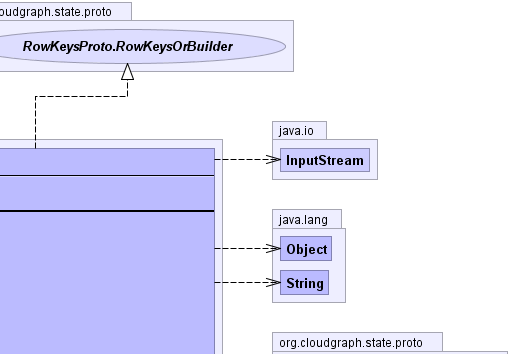 cloudgraph.state.proto
RowKeysProto.RowKeysOrBuilder
java.io
InputStream
java.lang
Object
String
org.cloudgraph.state.proto